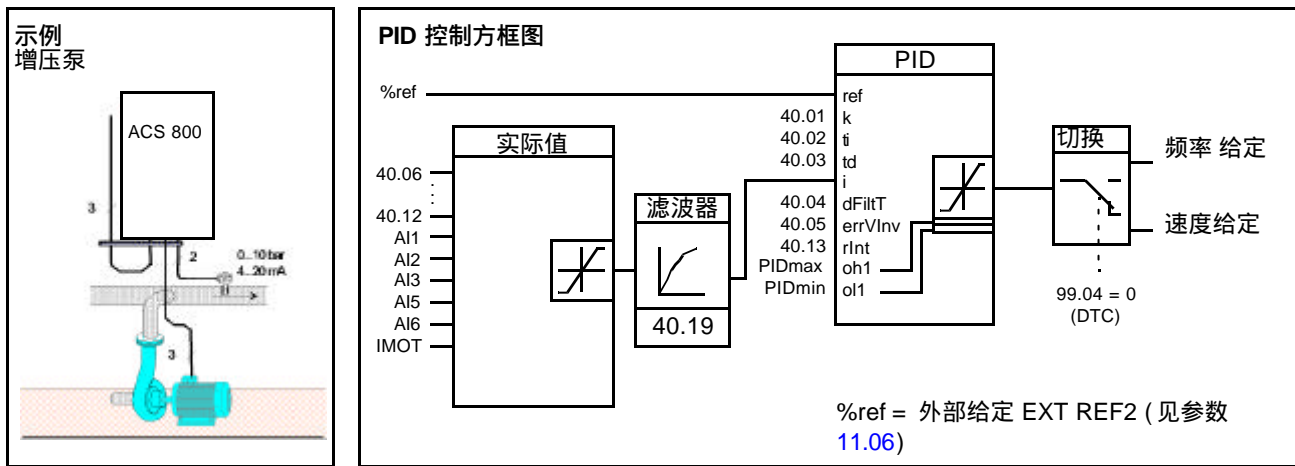 示例
增压泵
ACS 800
3
2
0...10 bar
4...20 mA
3
PID 控制方框图
%ref
实际值
40.06
40.12
AI1
AI2
AI3
AI5
AI6
IMOT
滤波器
40.19
PID
ref
40.01
k
40.02
ti
40.03
td
i
40.04
dFiltT
40.05
errVInv
40.13
rInt
PIDmax
oh1
PIDmin
ol1
切换
频率 给定
速度给定
99.04 = 0
(DTC)
%ref = 外部给定 EXT REF2 ( 见参数
11.06)